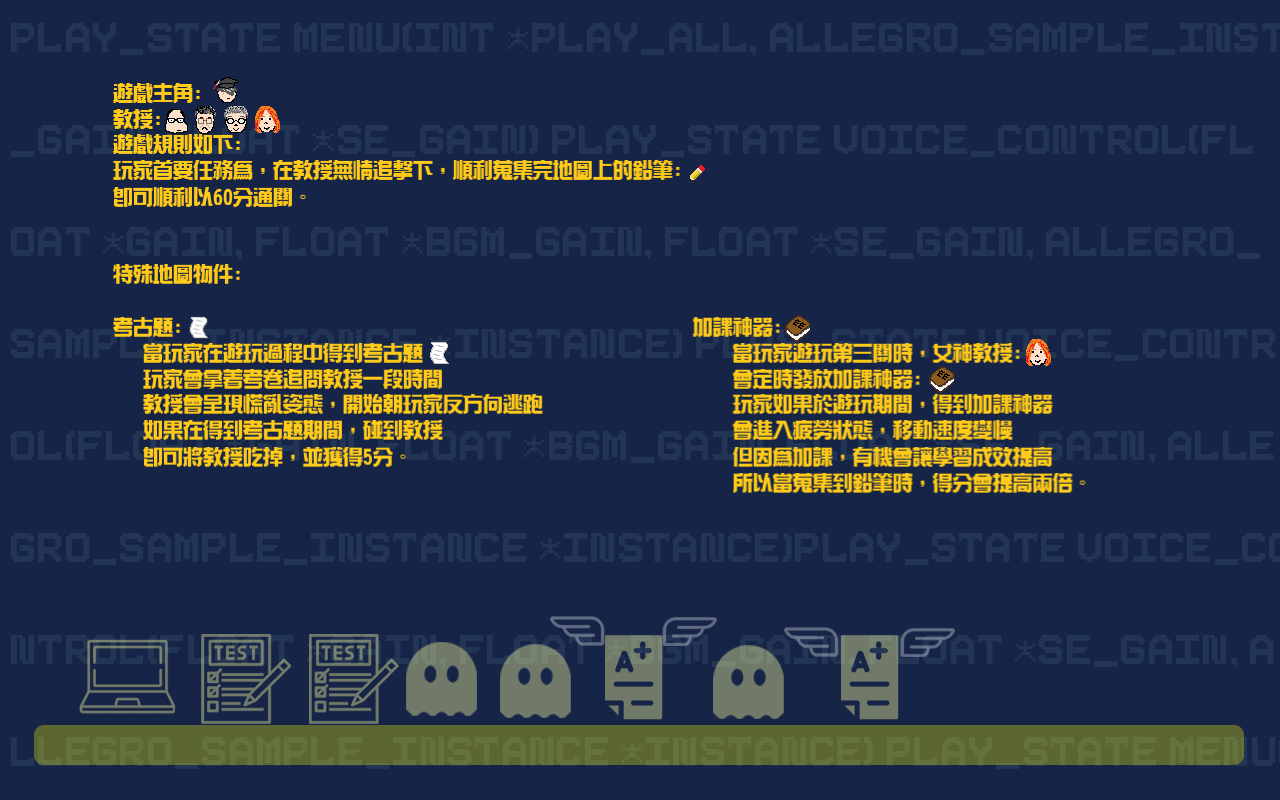 PLAY_STATE MENU(INT *PLAY_ALL, ALLEGRO_SAMPLE_INST
遊戲主角:
教授:
_GAIN, FLOAT *SE_GAIN) PLAY_STATE VOICE_CONTROL(FL
遊戲規則如下:
玩家首要任務為，在教授無情追擊下，順利蒐集完地圖上的鉛筆:
即可順利以60分通關。
OAT *GAIN, FLOAT *BGM_GAIN, FLOAT *SE_GAIN, ALLEGRO_
特殊地圖物件:
考古題:
當玩家在遊玩過程中得到考古題
玩家會拿著考卷追問教授一段時間
教授會呈現慌亂姿態，開始朝玩家反方向逃跑
如果在得到考古題期間，碰到教授
即可將教授吃掉，並獲得5分。
加課神器:
EE
當玩家遊玩第三關時，女神教授:
會定時發放加課神器:
EE
玩家如果於遊玩期間，得到加課神器
會進入疲勞狀態，移動速度變慢
但因為加課，有機會讓學習成效提高
所以當蒐集到鉛筆時，得分會提高兩倍。
GRO_SAMPLE_INSTANCE *INSTANCE)PLAY_STATE VOICE_CO
NTROL(FLOAT *GAIN, FLOAT *BGM_GAIN, FLOAT *SE_GAIN, A
TEST
TEST
A+
A+
LLEGRO_SAMPLE_INSTANCE *INSTANCE) PLAY_STATE MENU